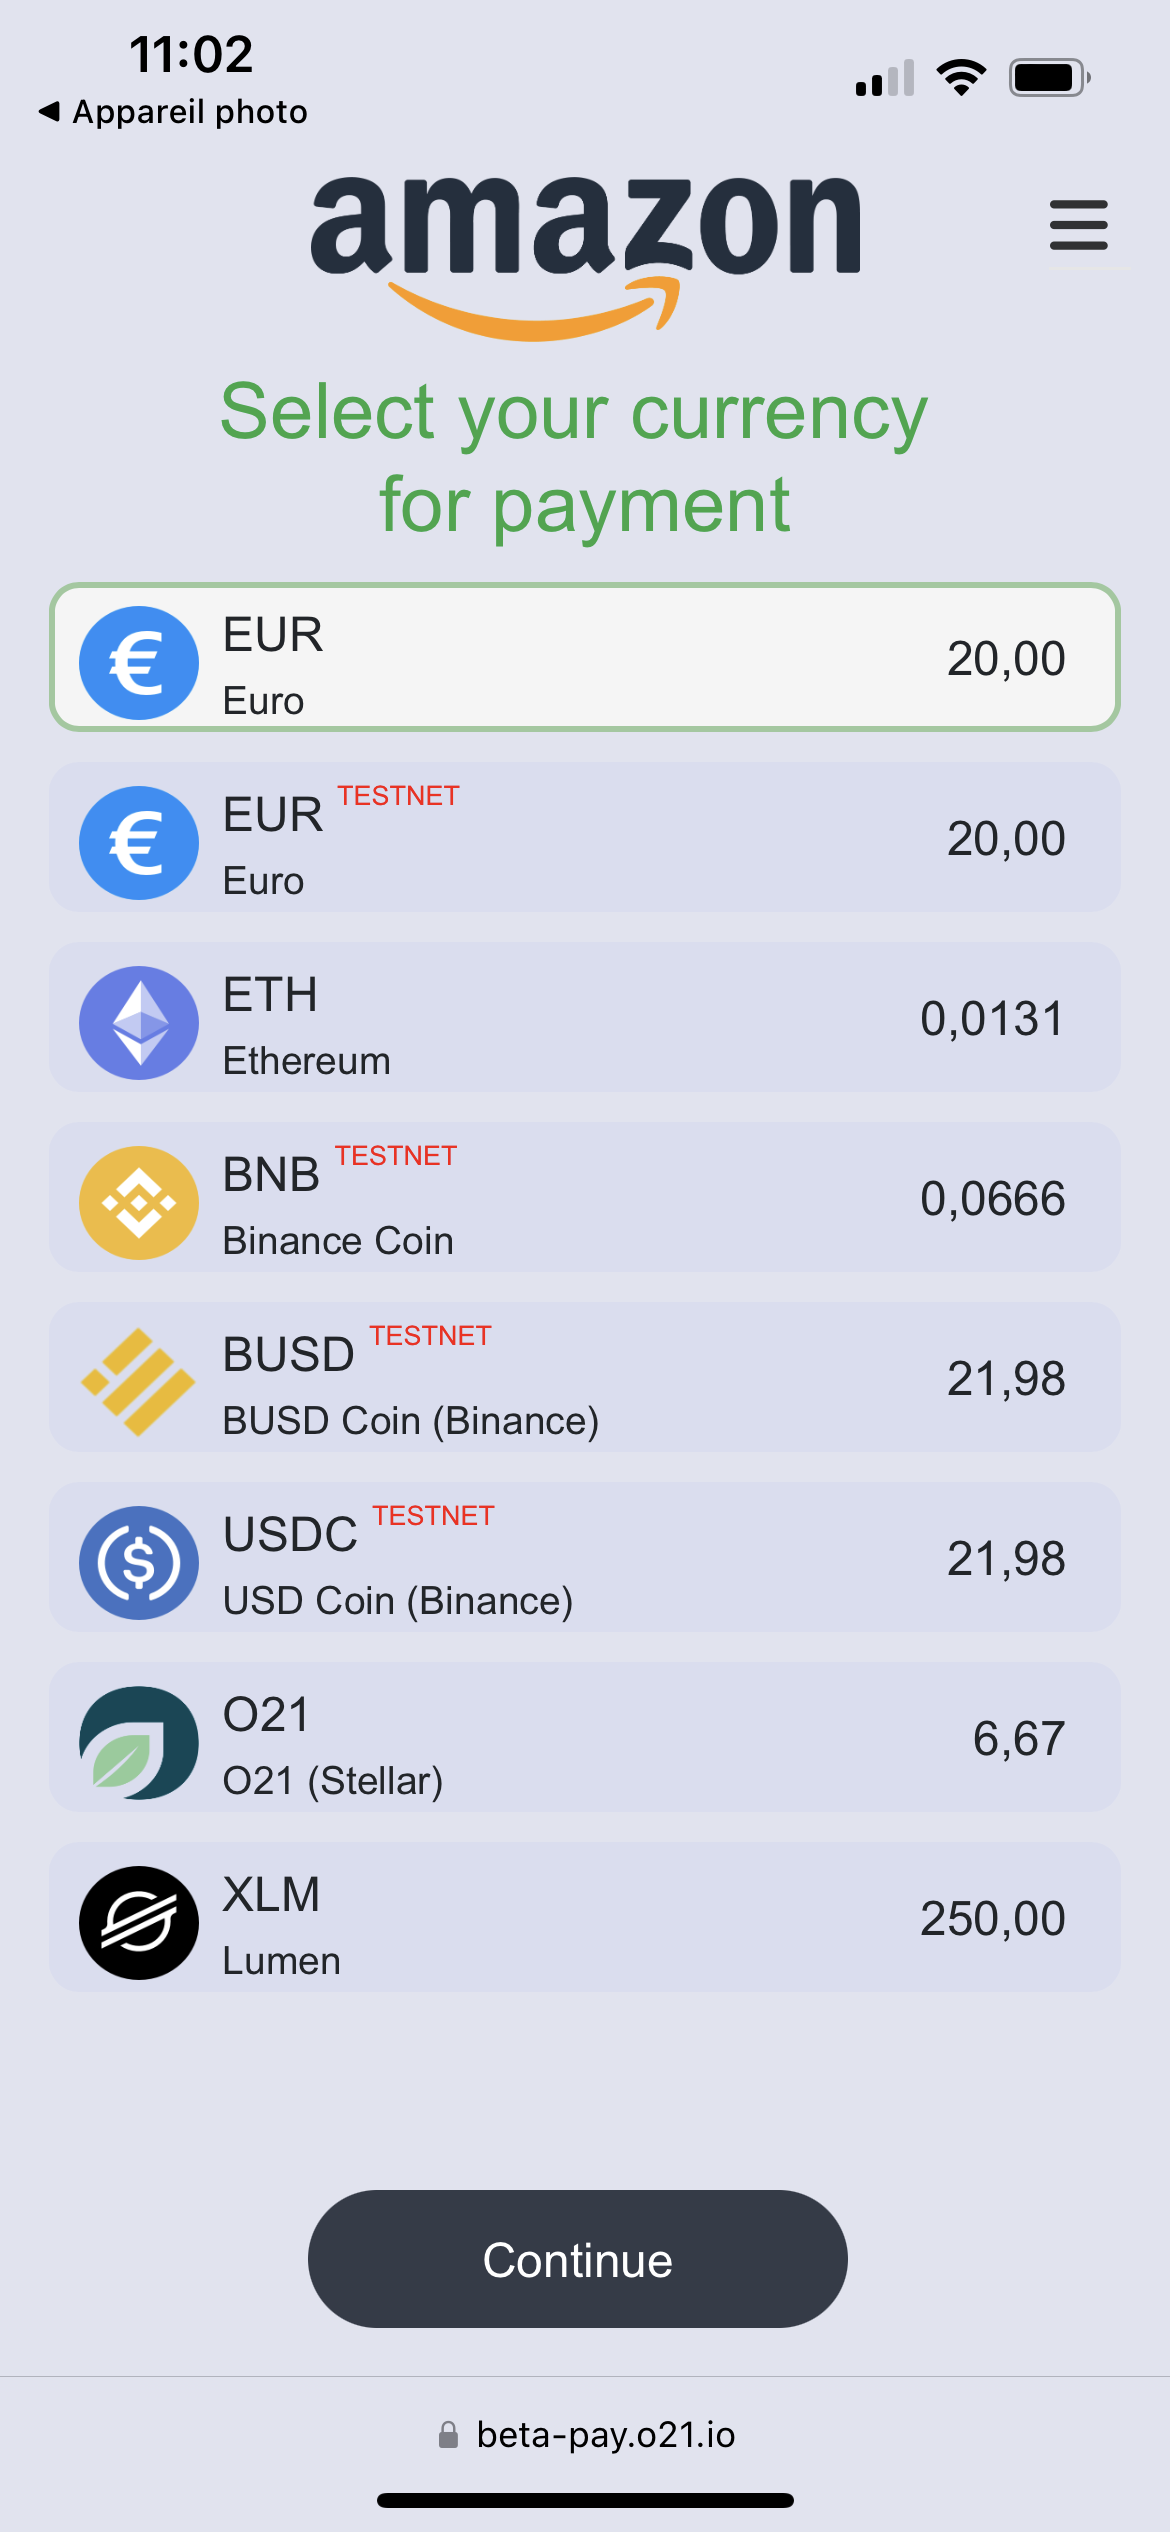 11:02
◀ Appareil photo
amazon
Select your currency
for payment
€ EUR
Euro
20,00
€ EUR TESTNET
Euro
20,00
ETH
Ethereum
0,0131
BNB TESTNET
Binance Coin
0,0666
BUSD TESTNET
BUSD Coin (Binance)
21,98
$ USDC TESTNET
USD Coin (Binance)
21,98
O21
O21 (Stellar)
6,67
XLM
Lumen
250,00
Continue
beta-pay.o21.io